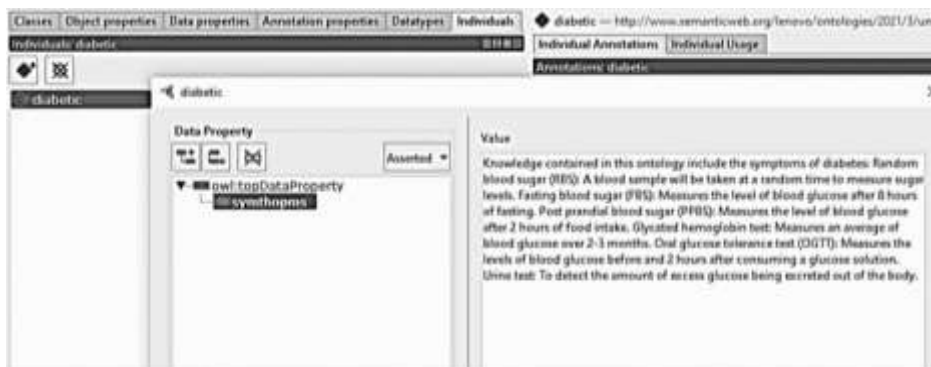 Classes Object properties Data properties Annotation properties Datatypes Individuals
diabetic — http://www.semanticweb.org/lenovo/ontologies/2021/3/un
Individuals: diabetic
Individual Annotations Individual Usage
Annotations: diabetic
diabetic
diabetic
Data Property
Asserted
owl:topDataProperty
symthopms
Value
Knowledge contained in this ontology include the symptoms of diabetes: Random
blood sugar (RBS): A blood sample will be taken at a random time to measure sugar
levels. Fasting blood sugar (FBS): Measures the level of blood glucose after 8 hours
of fasting. Post prandial blood sugar (PPBS): Measures the level of blood glucose
after 2 hours of food intake. Glycated hemoglobin test: Measures an average of
blood glucose over 2-3 months. Oral glucose tolerance test (OGTT): Measures the
levels of blood glucose before and 2 hours after consuming a glucose solution.
Urine test: To detect the amount of excess glucose being excreted out of the body.